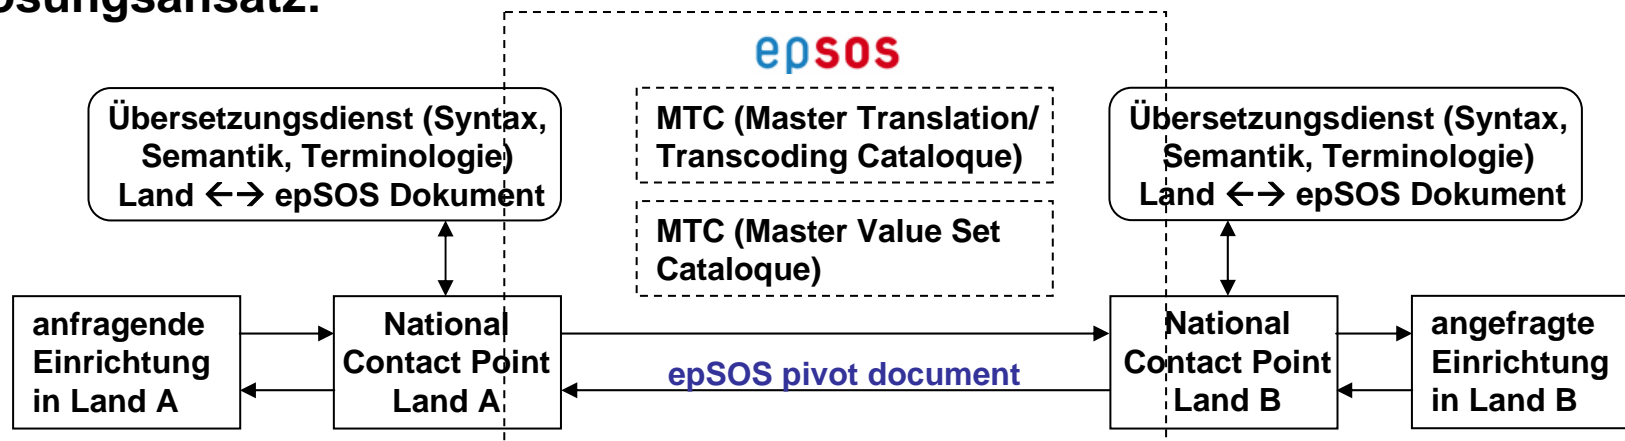 ösungsansatz:
epsos
Übersetzungsdienst (Syntax,
Semantik, Terminologie)
Land ←→ epSOS Dokument
MTC (Master Translation/
Transcoding Cataloque)
MTC (Master Value Set
Cataloque)
Übersetzungsdienst (Syntax,
Semantik, Terminologie)
Land ←→ epSOS Dokument
anfragende
Einrichtung
in Land A
National
Contact Point
Land A
epSOS pivot document
National
Contact Point
Land B
angefragte
Einrichtung
in Land B